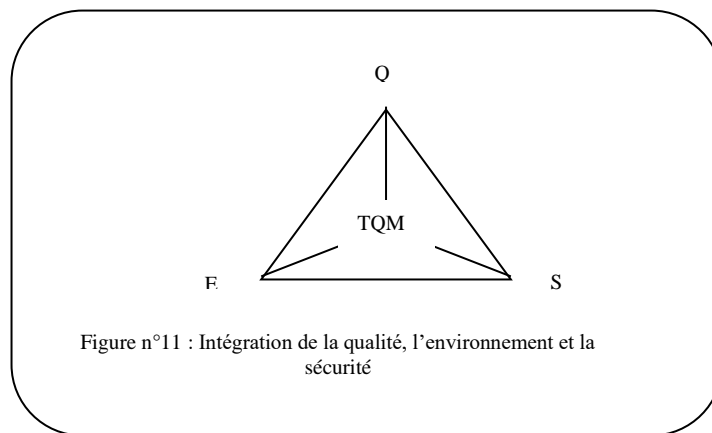 Q
TQM
E S
Figure n°11 : Intégration de la qualité, l’environnement et la
sécurité